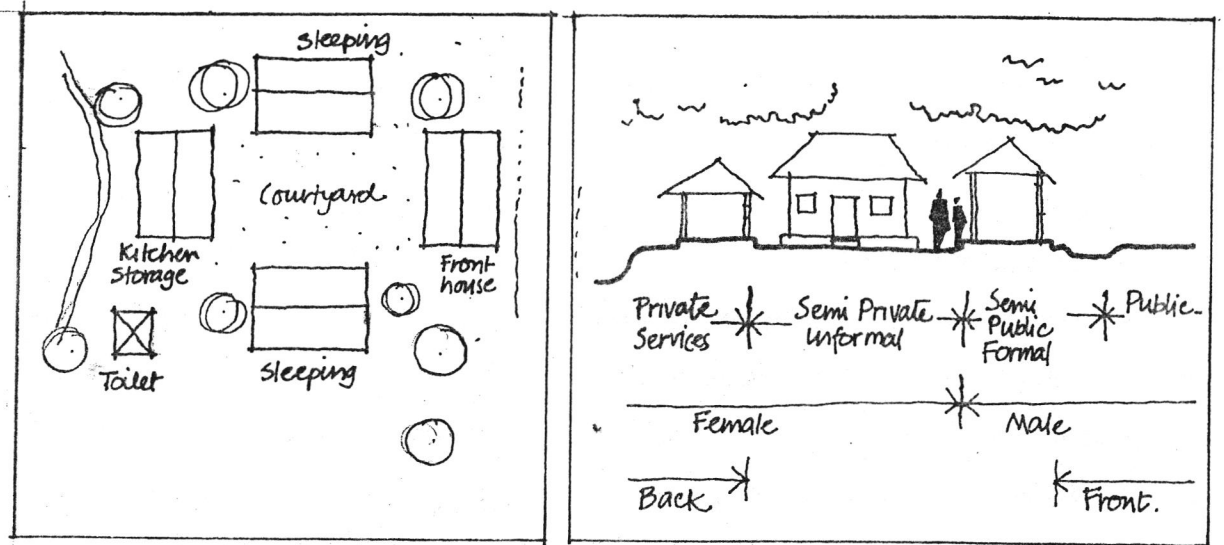 Sleeping
Courtyard
Kitchen
Storage
Front
house
Toilet
Sleeping
Private
Services
Semi Private
Informal
Semi
Public
Formal
Public
Female
Male
Back
Front.